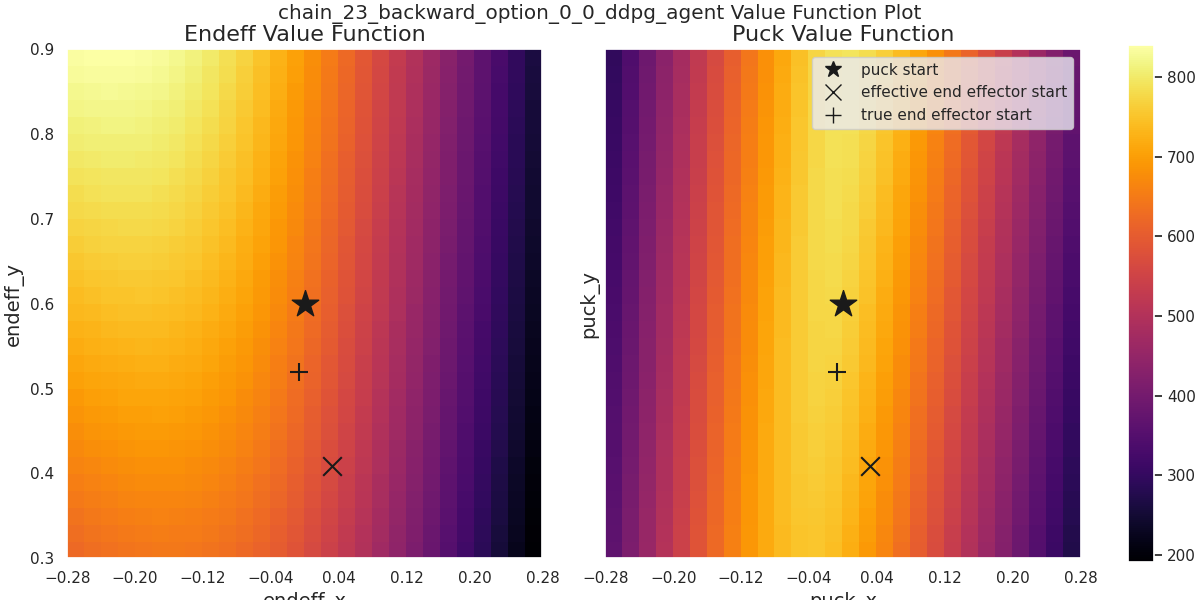 chain_23_backward_option_0_0_ddpg_agent Value Function Plot
Endeff Value Function
Puck Value Function
puck start
effective end effector start
true end effector start
0.9
0.8
0.7
0.6
0.5
0.4
0.3
endeff_y
−0.28 −0.20 −0.12 −0.04 0.04 0.12 0.20 0.28
endeff_x
puck_y
−0.28 −0.20 −0.12 −0.04 0.04 0.12 0.20 0.28
puck_x
800
700
600
500
400
300
200